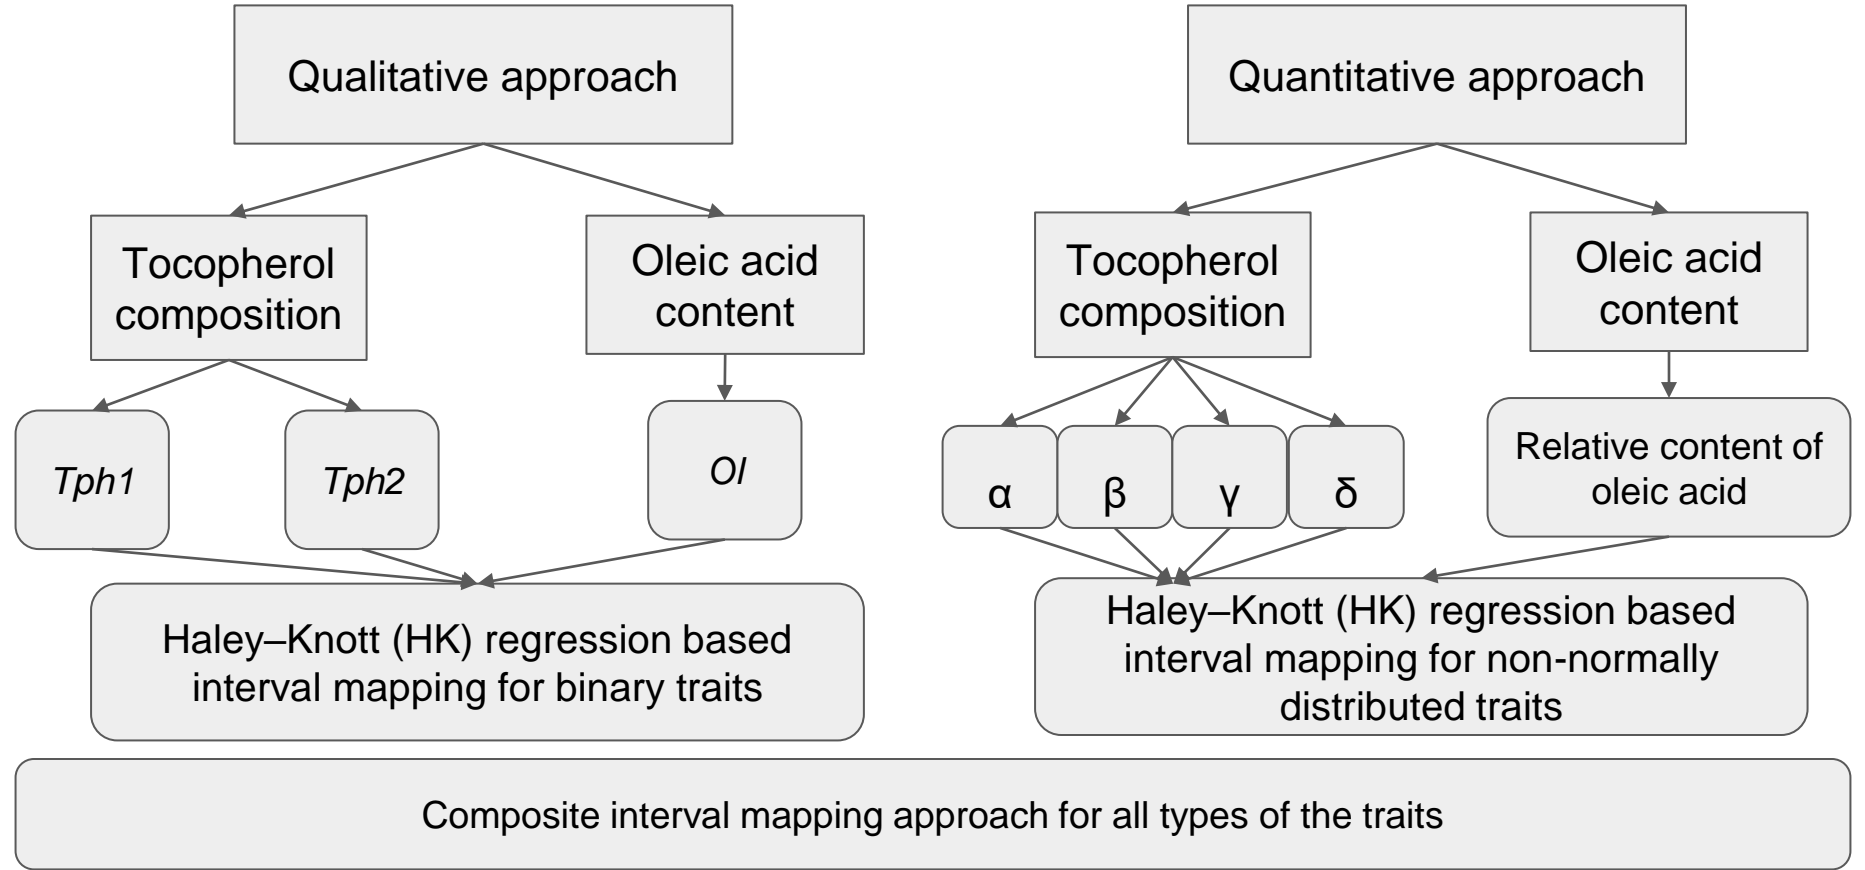 Qualitative approach
Quantitative approach
Tocopherol
composition
Oleic acid
content
Tocopherol
composition
Oleic acid
content
Tph1
Tph2
Ol
α
β
γ
δ
Relative content of
oleic acid
Haley–Knott (HK) regression based
interval mapping for binary traits
Haley–Knott (HK) regression based
interval mapping for non-normally
distributed traits
Composite interval mapping approach for all types of the traits